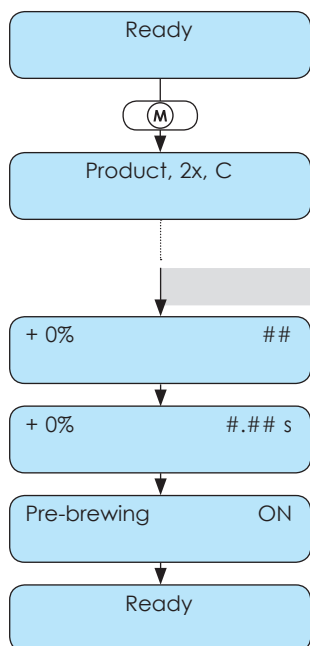 Ready
M
Product, 2x, C
+ 0% ##
+ 0% #.## s
Pre-brewing ON
Ready